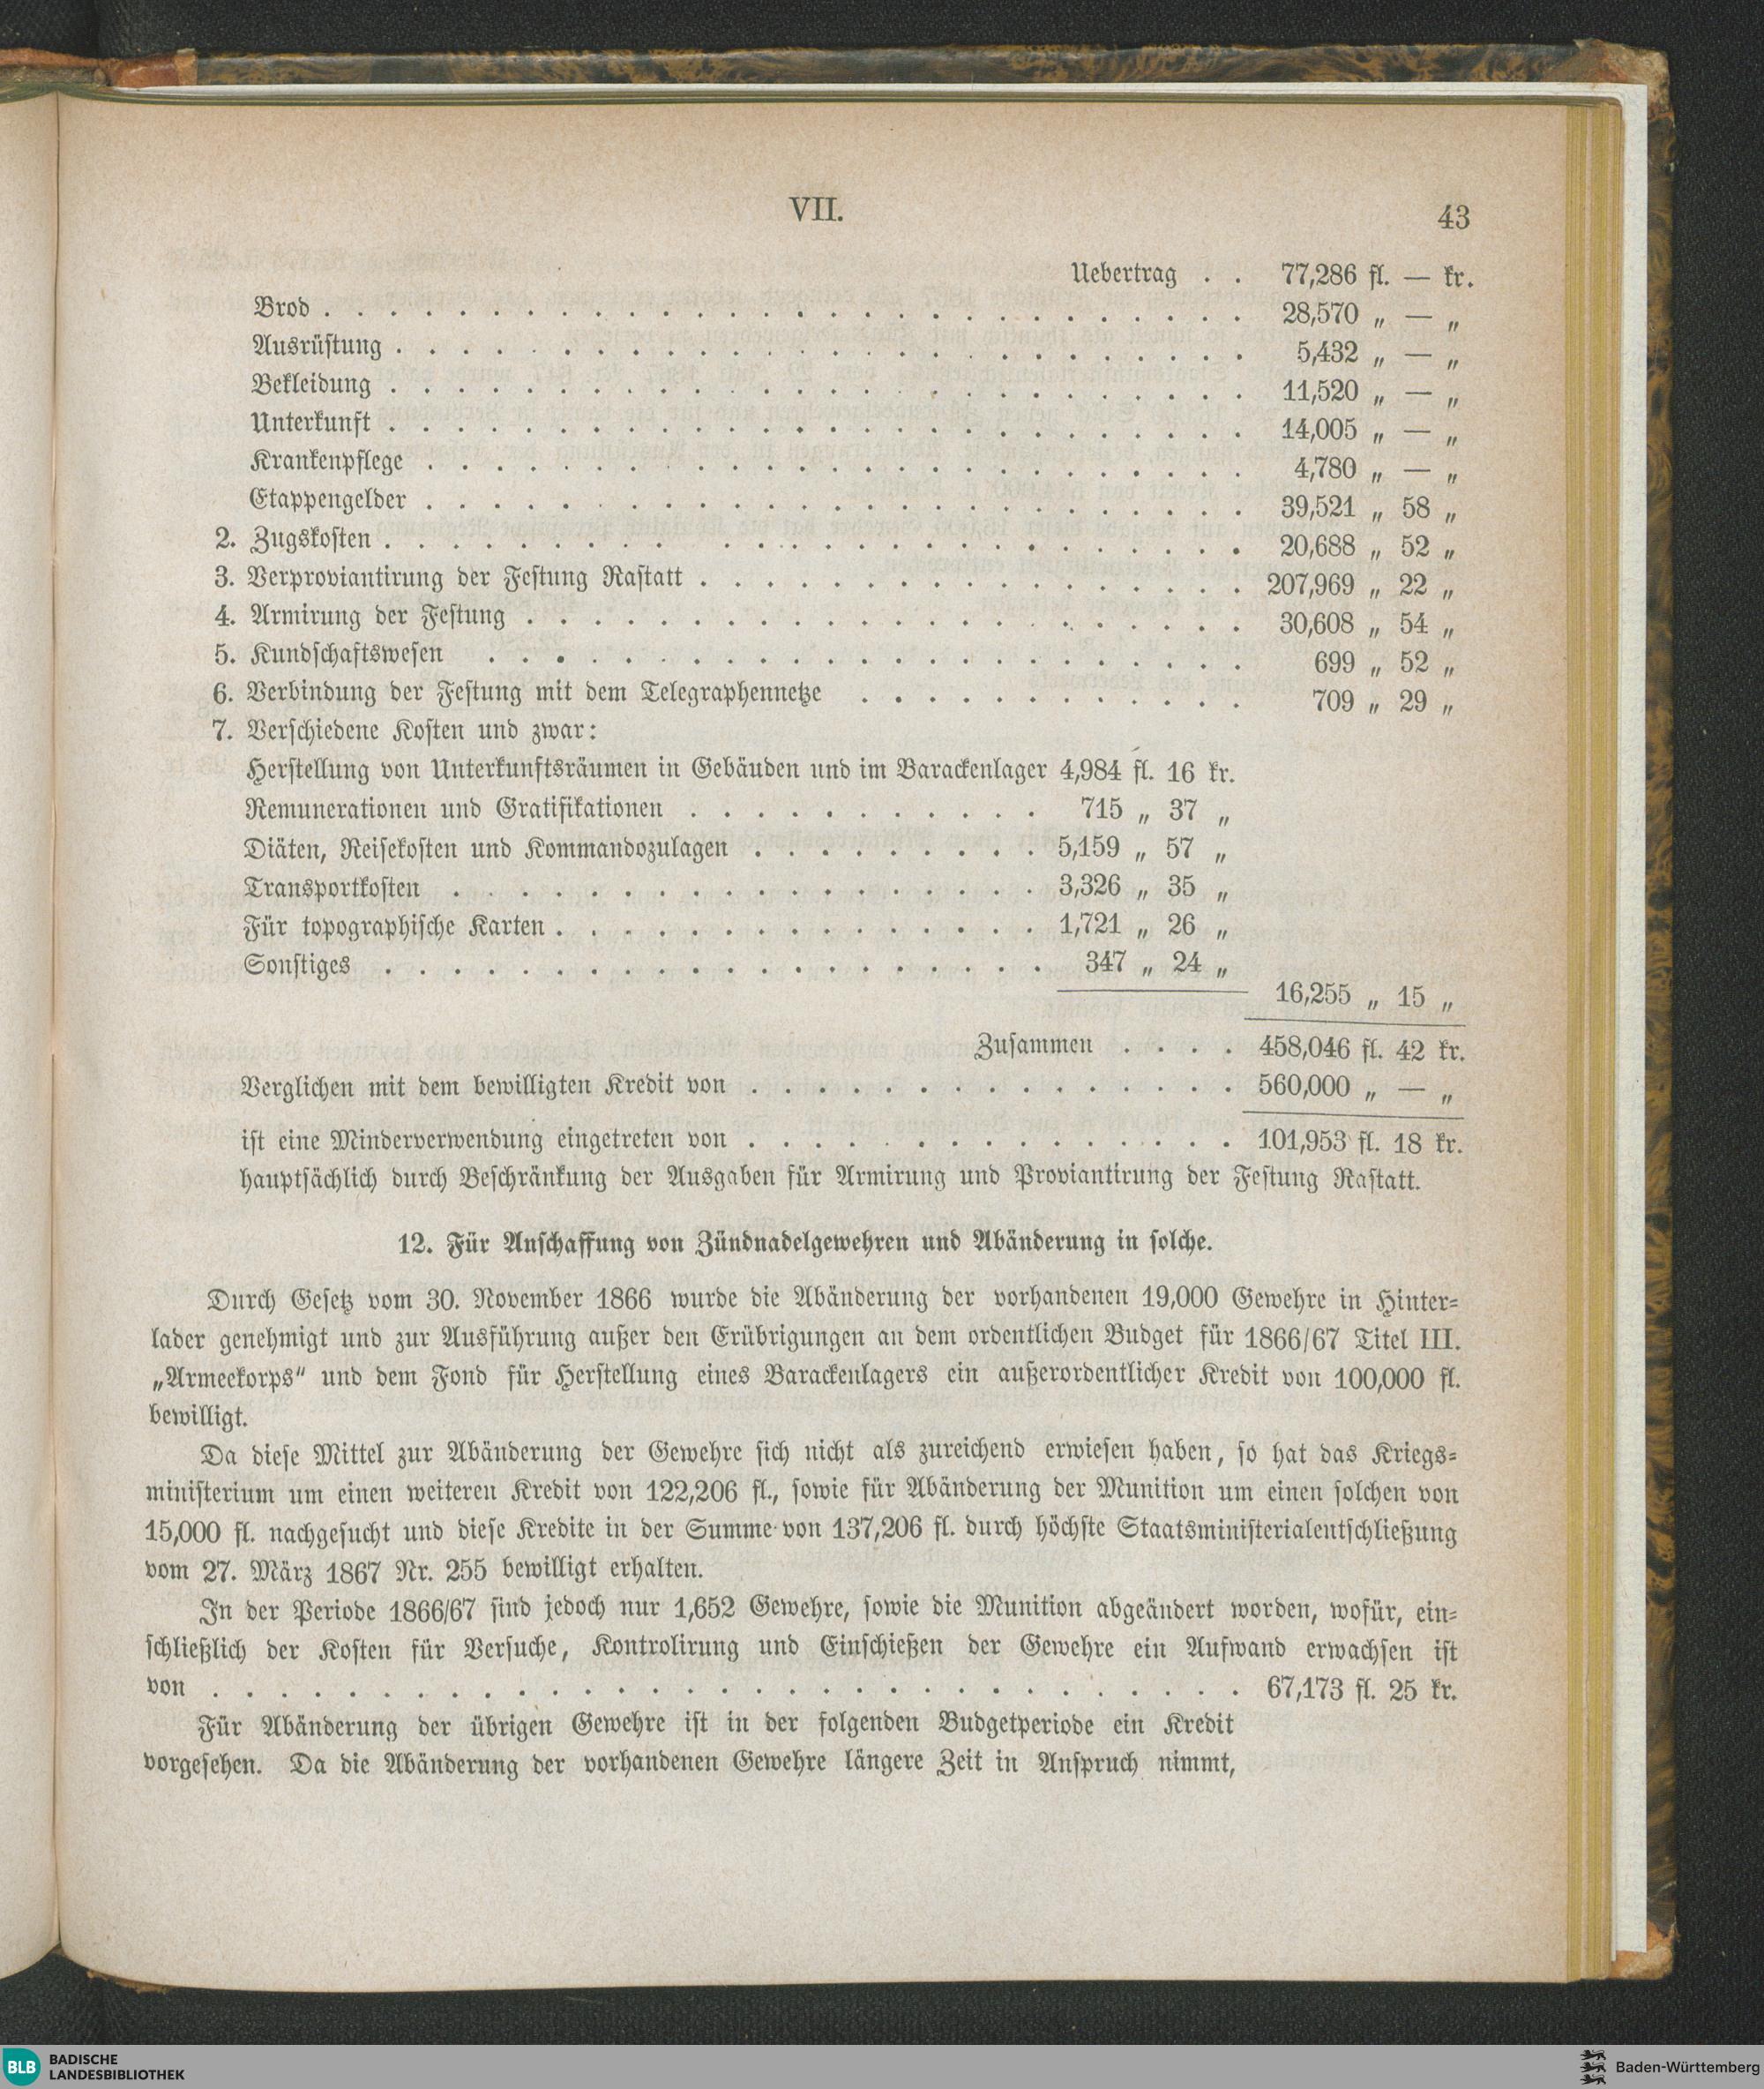 VII.
43
Uebertrag . . 77,286 fl. — kr.
Brod . . . 28,570 „ — „
Ausrüstung . . . 5,432 „ — „
Bekleidung . . . 11,520 „ — „
Unterkunft . . . 14,005 „ — „
Krankenpflege . . . 4,780 „ — „
Etappengelder . . . 39,521 „ 58 „
2. Zugskosten . . . 20,688 „ 52 „
3. Verproviantirung der Festung Rastatt . . . 207,969 „ 22 „
4. Armirung der Festung . . . 30,608 „ 54 „
5. Kundschaftswesen . . . 699 „ 52 „
6. Verbindung der Festung mit dem Telegraphennetze . . . 709 „ 29 „
7. Verschiedene Kosten und zwar:
Herstellung von Unterkunftsräumen in Gebäuden und im Barackenlager 4,984 fl. 16 kr.
Remunerationen und Gratifikationen . . . 715 „ 37 „
Diäten, Reisekosten und Kommandozulagen . . . 5,159 „ 57 „
Transportkosten . . . 3,326 „ 35 „
Für topographische Karten . . . 1,721 „ 26 „
Sonstiges . . . 347 „ 24 „
16,255 „ 15 „
Zusammen . . . . 458,046 fl. 42 kr.
Verglichen mit dem bewilligten Kredit von . . . 560,000 „ — „
ist eine Minderverwendung eingetreten von . . . 101,953 fl. 18 kr.
hauptsächlich durch Beschränkung der Ausgaben für Armirung und Proviantirung der Festung Rastatt.
12. Für Anschaffung von Zündnadelgewehren und Abänderung in solche.
Durch Gesetz vom 30. November 1866 wurde die Abänderung der vorhandenen 19,000 Gewehre in Hinter=
lader genehmigt und zur Ausführung außer den Erübrigungen an dem ordentlichen Budget für 1866/67 Titel III.
„Armeekorps“ und dem Fond für Herstellung eines Barackenlagers ein außerordentlicher Kredit von 100,000 fl.
bewilligt.
Da diese Mittel zur Abänderung der Gewehre sich nicht als zureichend erwiesen haben, so hat das Kriegs=
ministerium um einen weiteren Kredit von 122,206 fl., sowie für Abänderung der Munition um einen solchen von
15,000 fl. nachgesucht und diese Kredite in der Summe von 137,206 fl. durch höchste Staatsministerialentschließung
vom 27. März 1867 Nr. 255 bewilligt erhalten.
In der Periode 1866/67 sind jedoch nur 1,652 Gewehre, sowie die Munition abgeändert worden, wofür, ein=
schließlich der Kosten für Versuche, Kontrolirung und Einschießen der Gewehre ein Aufwand erwachsen ist
von . . . 67,173 fl. 25 kr.
Für Abänderung der übrigen Gewehre ist in der folgenden Budgetperiode ein Kredit
vorgesehen. Da die Abänderung der vorhandenen Gewehre längere Zeit in Anspruch nimmt,
BLB BADISCHE
LANDESBIBLIOTHEK
Baden-Württemberg